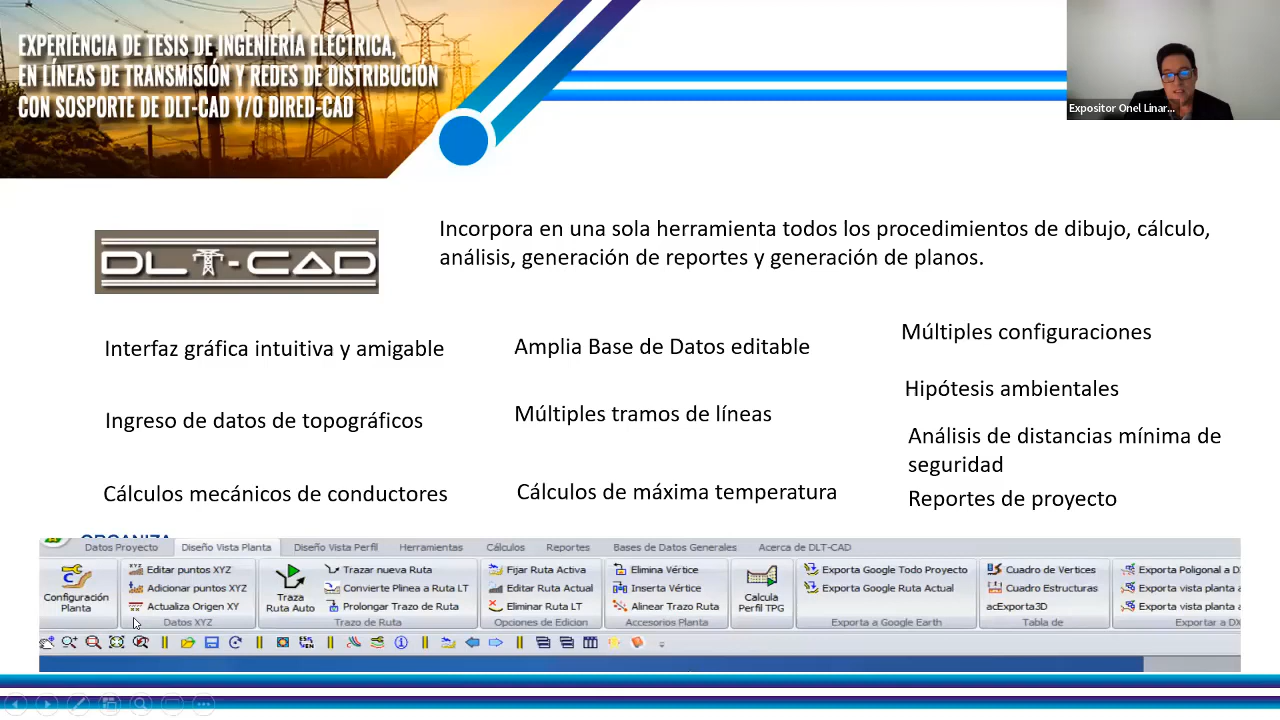 EXPERIENCIA DE TESIS DE INGENIERÍA ELÉCTRICA,
EN LÍNEAS DE TRANSMISIÓN Y REDES DE DISTRIBUCIÓN
CON SOSPORTE DE DLT-CAD Y/O DIRED-CAD
Expositor Onel Linar...
DLT-CAD
Incorpora en una sola herramienta todos los procedimientos de dibujo, cálculo,
análisis, generación de reportes y generación de planos.
Interfaz gráfica intuitiva y amigable
Amplia Base de Datos editable
Múltiples configuraciones
Ingreso de datos de topográficos
Múltiples tramos de líneas
Hipótesis ambientales
Análisis de distancias mínima de
seguridad
Cálculos mecánicos de conductores
Cálculos de máxima temperatura
Reportes de proyecto
ORGANIZA
Datos Proyecto Diseño Vista Planta Diseño Vista Perfil Herramientas Cálculos Reportes Bases de Datos Generales Acerca de DLT-CAD
Configuración
Planta
Editar puntos XYZ
Adicionar puntos XYZ
Actualiza Origen XY
Datos XYZ
Traza
Ruta Auto
Trazar nueva Ruta
Convierte Plinea a Ruta LT
Prolongar Trazo de Ruta
Trazo de Ruta
Fijar Ruta Activa
Editar Ruta Actual
Eliminar Ruta LT
Opciones de Edicion
Elimina Vértice
Inserta Vértice
Alinear Trazo Ruta
Accesorios Planta
Calcula
Perfil TPG
Exporta Google Todo Proyecto
Exporta Google Ruta Actual
Exporta a Google Earth
Cuadro de Vertices
Cuadro Estructuras
acExporta3D
Tabla de
Exporta Poligonal a D
Exporta vista planta a
Exporta vista planta a
Exportar a DX